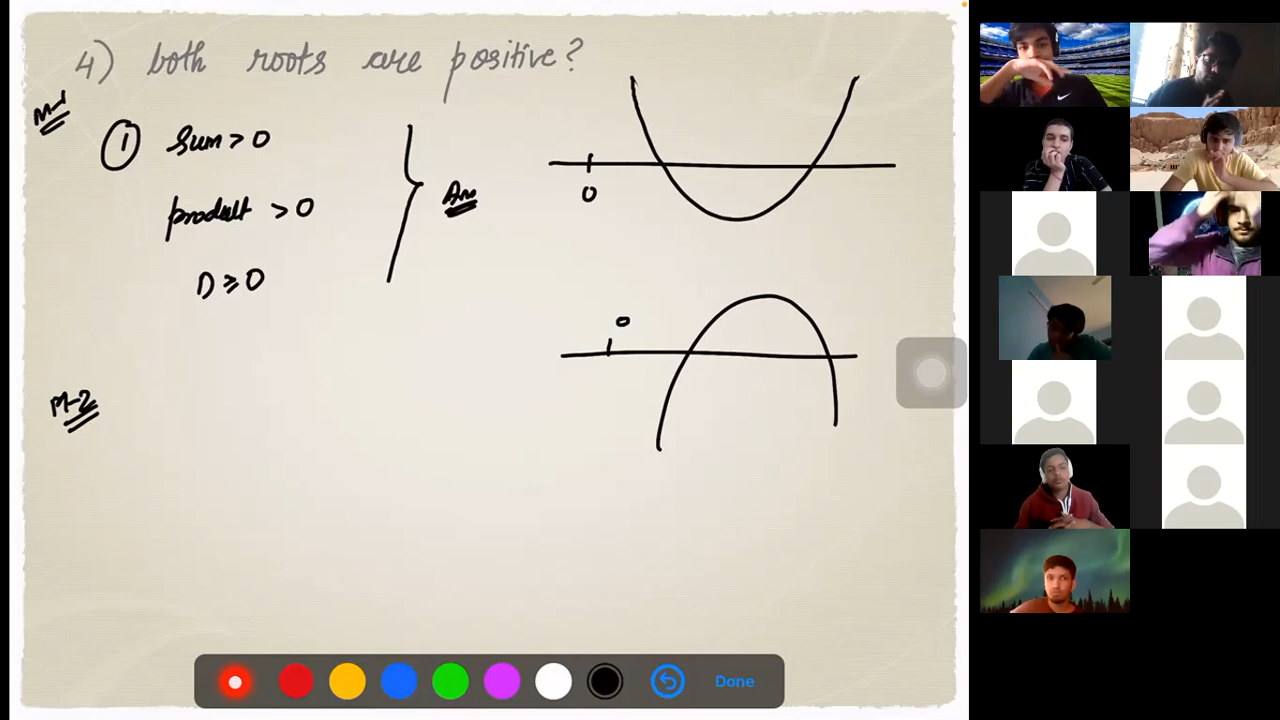 4) both roots are positive?
M-1
① Sum > 0
product > 0
D ≥ 0
Ans
0
0
M-2
Done